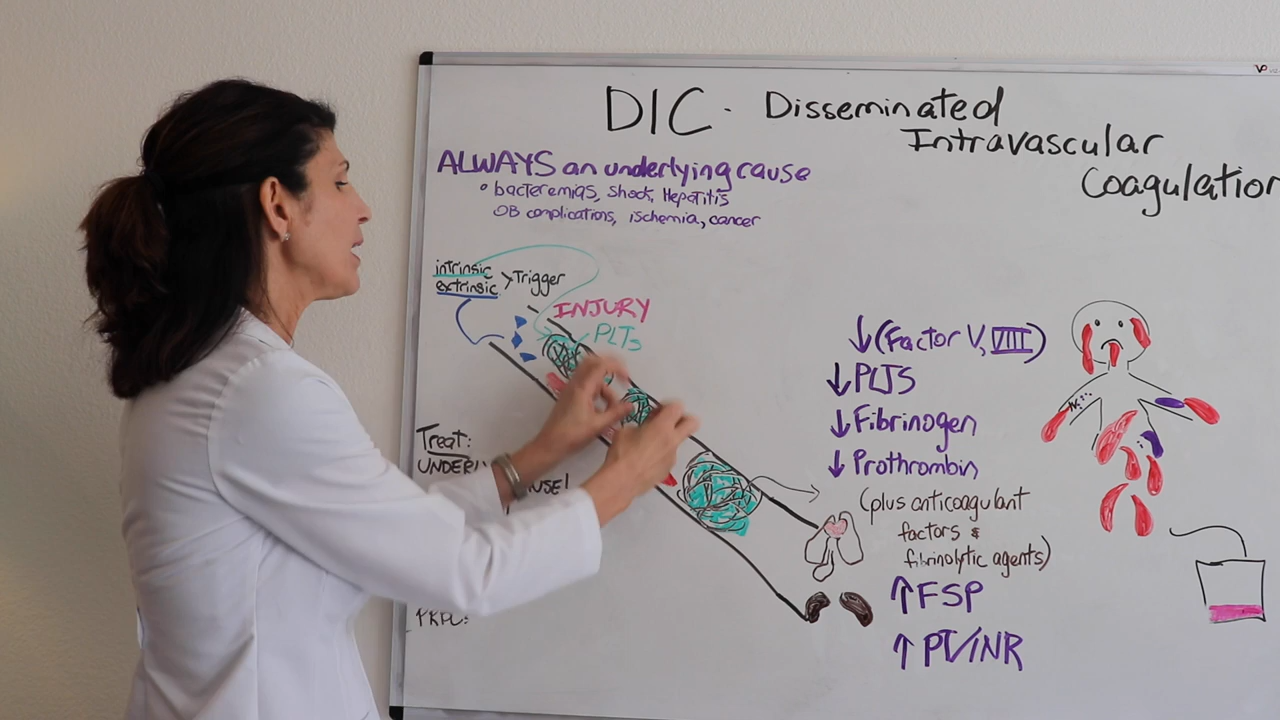 DIC - Disseminated
Intravascular
Coagulation
ALWAYS an underlying cause
• bacteremias, shock, Hepatitis
OB complications, ischemia, cancer
intrinsic
extrinsic > Trigger
INJURY
PLTs
Treat:
↓(Factor V, VIII)
↓PLTS
↓Fibrinogen
↓Prothrombin
(plus anticoagulant
factors &
fibrinolytic agents)
↑FSP
↑PT/INR